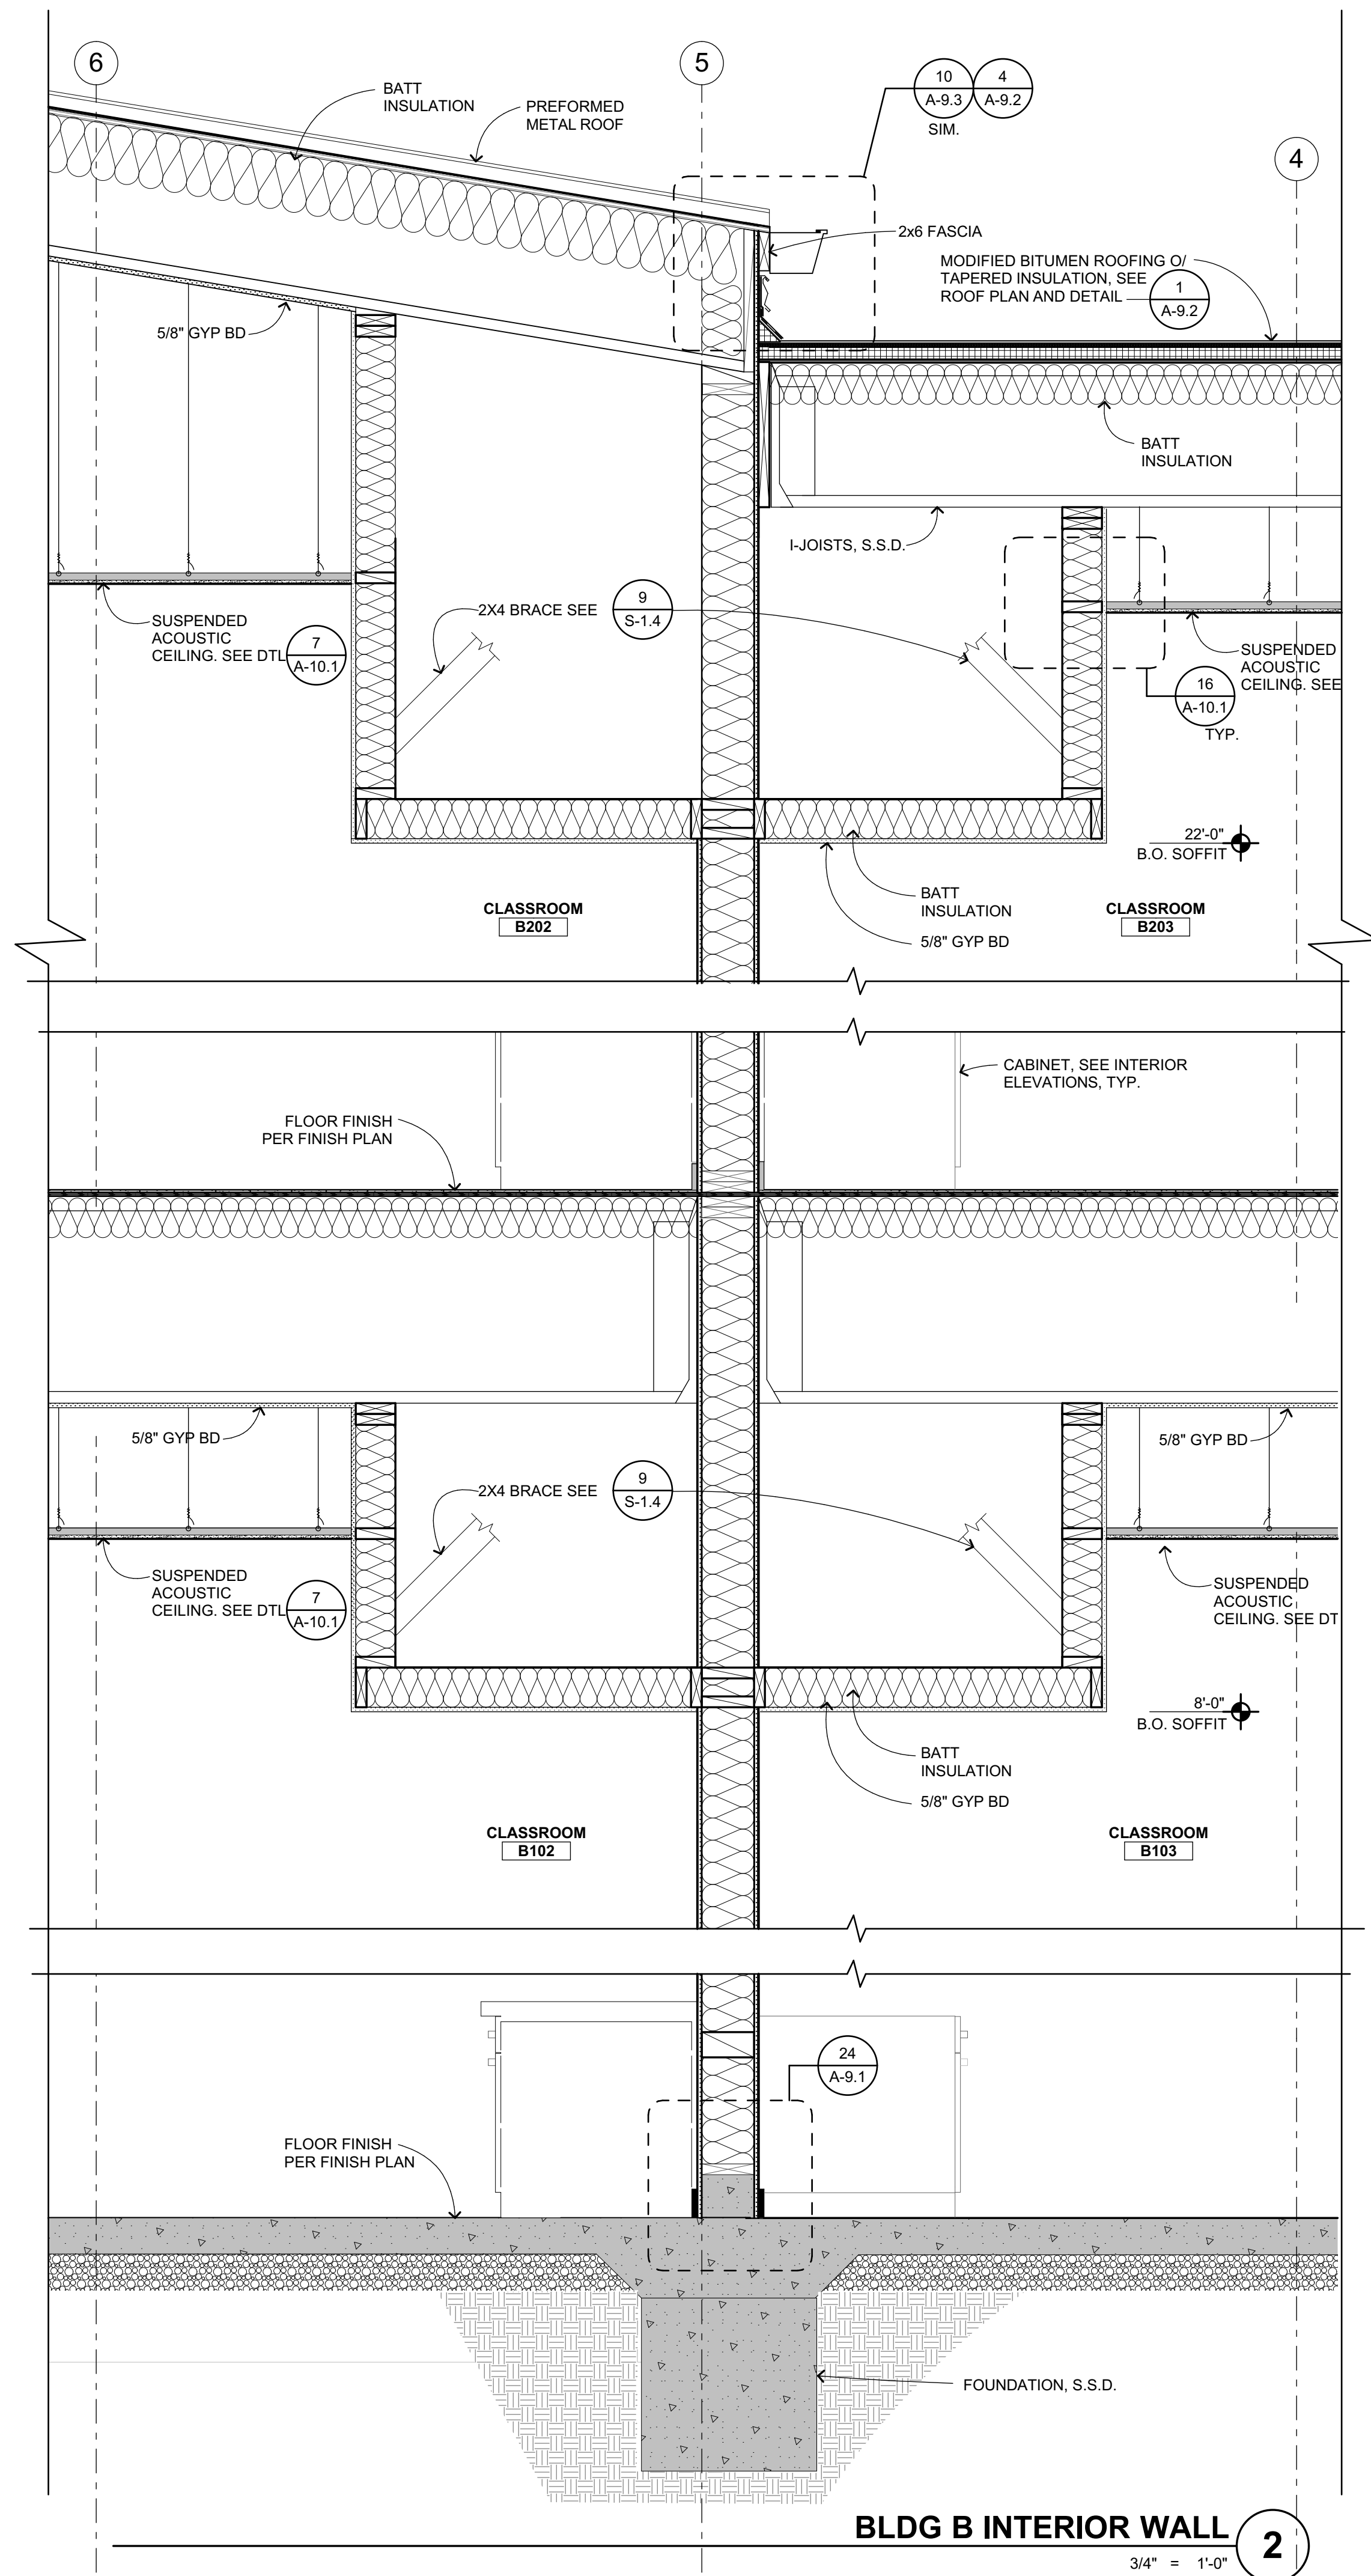 6
5
4
BATT
INSULATION
PREFORMED
METAL ROOF
10
A-9.3
4
A-9.2
SIM.
2x6 FASCIA
MODIFIED BITUMEN ROOFING O/
TAPERED INSULATION, SEE
ROOF PLAN AND DETAIL
1
A-9.2
5/8" GYP BD
BATT
INSULATION
I-JOISTS, S.S.D.
2X4 BRACE SEE
9
S-1.4
SUSPENDED
ACOUSTIC
CEILING. SEE DTL
7
A-10.1
SUSPENDED
ACOUSTIC
CEILING. SEE
16
A-10.1
TYP.
22'-0"
B.O. SOFFIT
BATT
INSULATION
5/8" GYP BD
CLASSROOM
B202
CLASSROOM
B203
CABINET, SEE INTERIOR
ELEVATIONS, TYP.
FLOOR FINISH
PER FINISH PLAN
5/8" GYP BD
5/8" GYP BD
2X4 BRACE SEE
9
S-1.4
SUSPENDED
ACOUSTIC
CEILING. SEE DTL
7
A-10.1
SUSPENDED
ACOUSTIC
CEILING. SEE DT
8'-0"
B.O. SOFFIT
BATT
INSULATION
5/8" GYP BD
CLASSROOM
B102
CLASSROOM
B103
24
A-9.1
FLOOR FINISH
PER FINISH PLAN
FOUNDATION, S.S.D.
BLDG B INTERIOR WALL
2
3/4" = 1'-0"